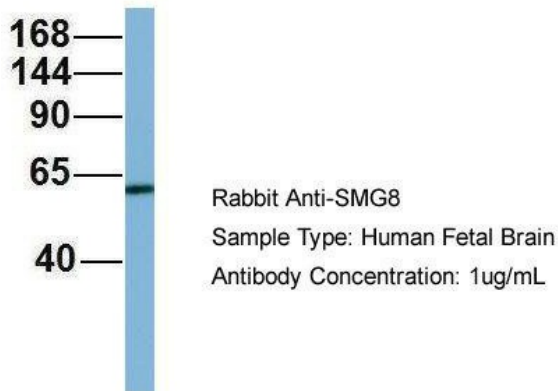 168
144
90
65
Rabbit Anti-SMG8
Sample Type: Human Fetal Brain
40
Antibody Concentration: 1ug/mL